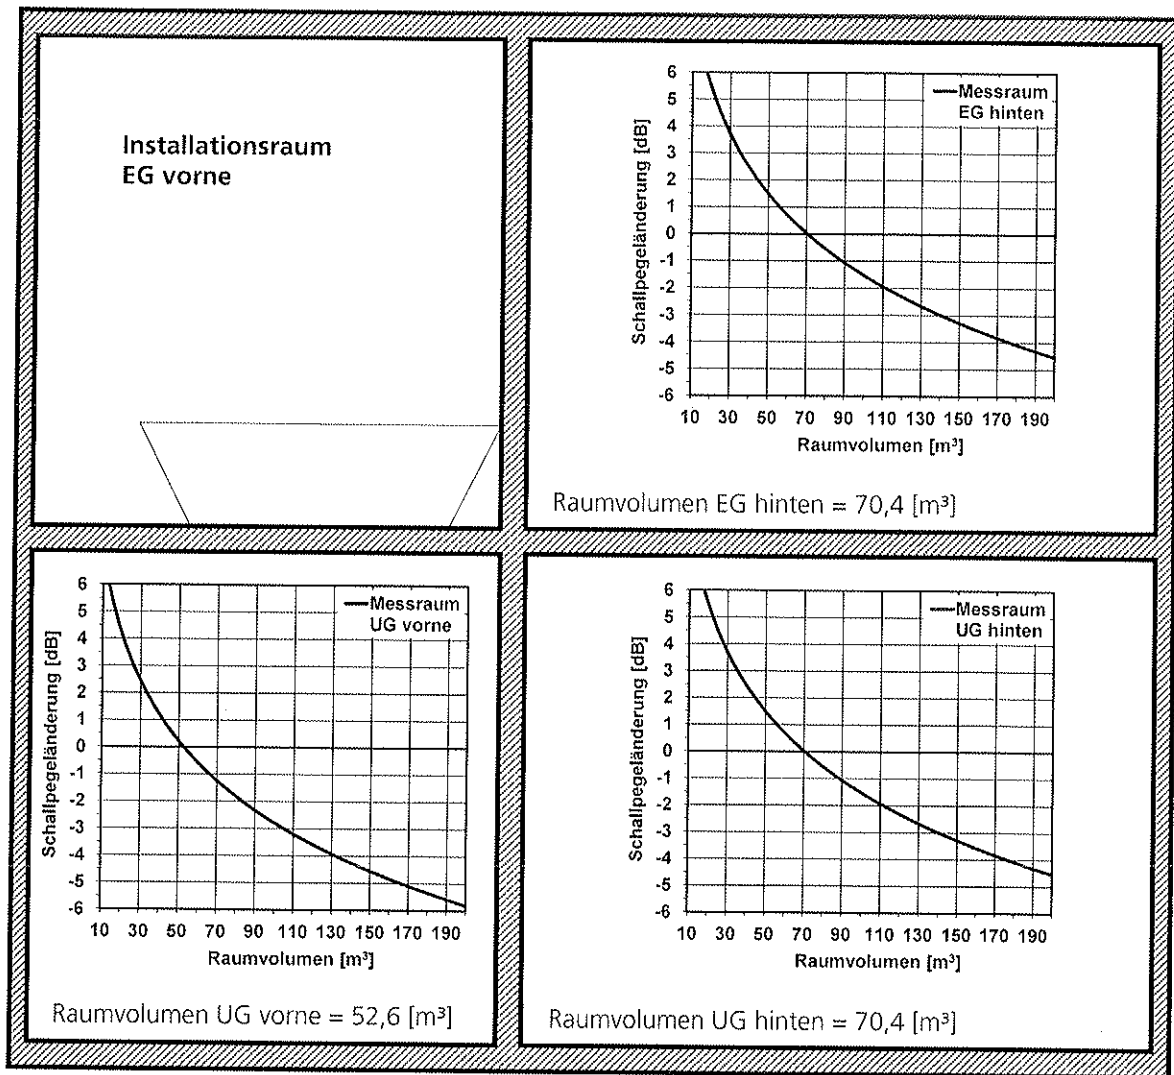 Installationsraum
EG vorne
6
5
4
3
2
1
0
-1
-2
-3
-4
-5
-6
Schallpegeländerung [dB]
Messraum
EG hinten
10 30 50 70 90 110 130 150 170 190
Raumvolumen [m³]
Raumvolumen EG hinten = 70,4 [m³]
6
5
4
3
2
1
0
-1
-2
-3
-4
-5
-6
Schallpegeländerung [dB]
Messraum
UG vorne
10 30 50 70 90 110 130 150 170 190
Raumvolumen [m³]
Raumvolumen UG vorne = 52,6 [m³]
6
5
4
3
2
1
0
-1
-2
-3
-4
-5
-6
Schallpegeländerung [dB]
Messraum
UG hinten
10 30 50 70 90 110 130 150 170 190
Raumvolumen [m³]
Raumvolumen UG hinten = 70,4 [m³]